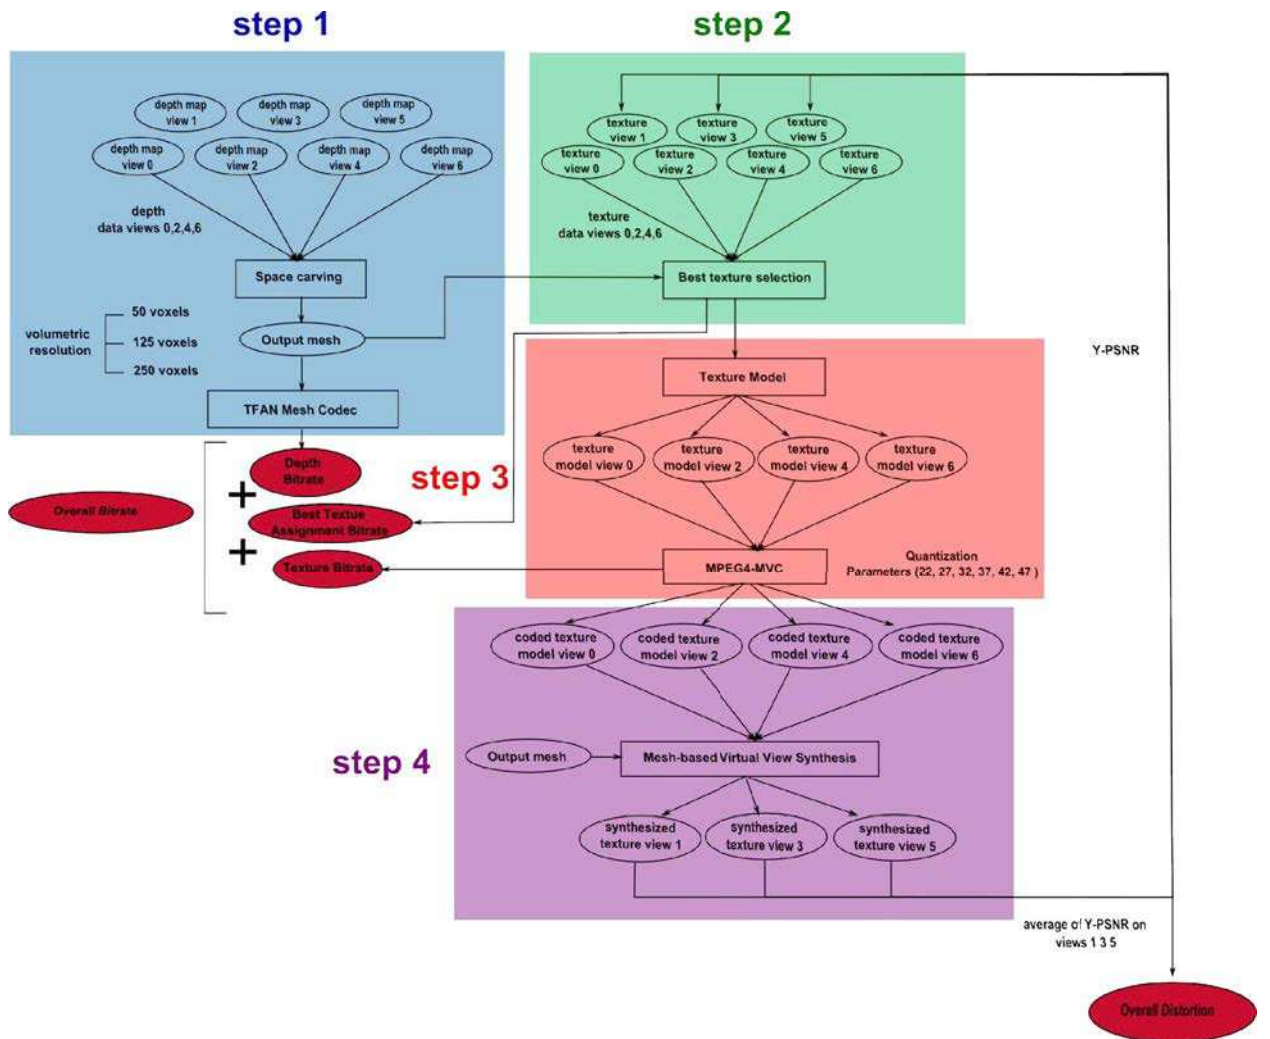 step 1
depth map
view 1
depth map
view 3
depth map
view 5
depth map
view 0
depth map
view 2
depth map
view 4
depth map
view 6
depth
data views 0,2,4,6
Space carving
volumetric
resolution
50 voxels
125 voxels
250 voxels
Output mesh
TFAN Mesh Codec
step 2
texture
view 1
texture
view 3
texture
view 5
texture
view 0
texture
view 2
texture
view 4
texture
view 6
texture
data views 0,2,4,6
Best texture selection
Y-PSNR
step 3
Texture Model
texture
model view 0
texture
model view 2
texture
model view 4
texture
model view 6
MPEG4-MVC
Quantization
Parameters (22, 27, 32, 37, 42, 47 )
Overall Bitrate
Depth
Bitrate
+
Best Textue
Assignment Bitrate
+
Texture Bitrate
step 4
coded texture
model view 0
coded texture
model view 2
coded texture
model view 4
coded texture
model view 6
Output mesh
Mesh-based Virtual View Synthesis
synthesized
texture view 1
synthesized
texture view 3
synthesized
texture view 5
average of Y-PSNR on
views 1 3 5
Overall Distortion